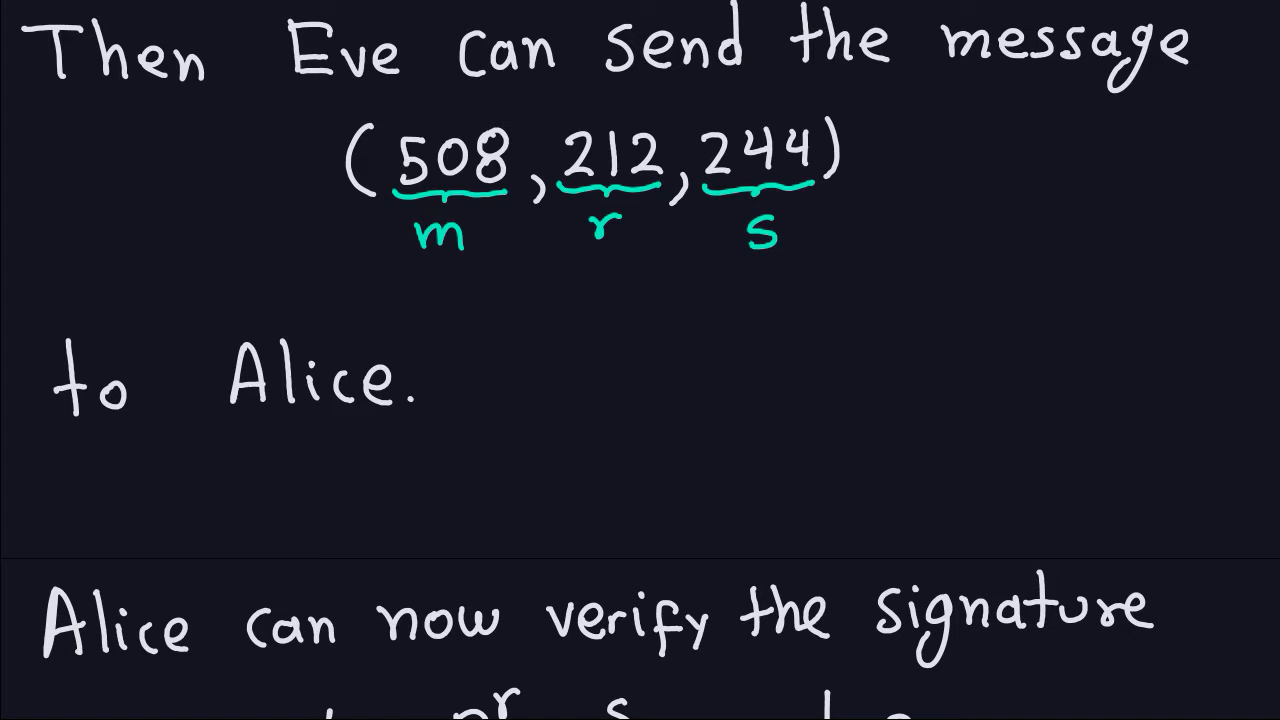 Then Eve can send the message
(508, 212, 244)
m r s
to Alice.
Alice can now verify the signature